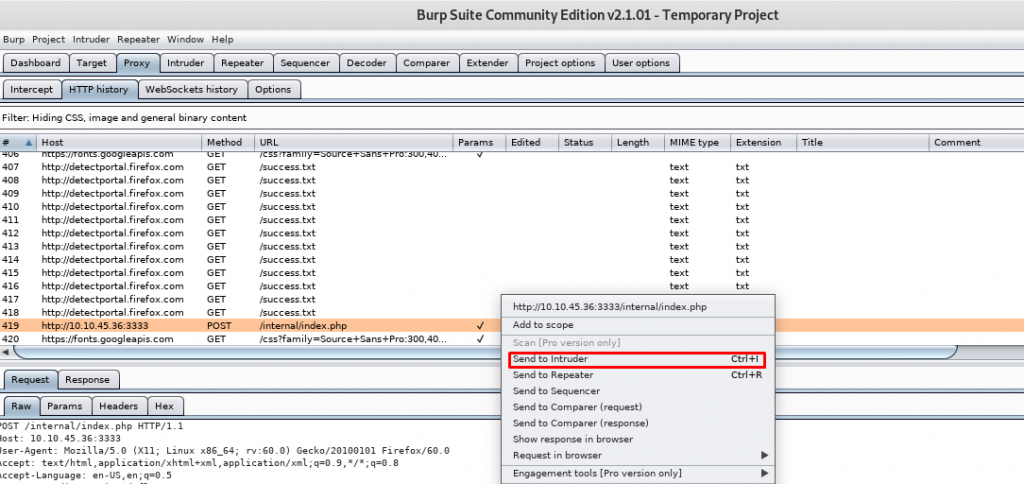 Burp Suite Community Edition v2.1.01 - Temporary Project
Burp Project Intruder Repeater Window Help
Dashboard Target Proxy Intruder Repeater Sequencer Decoder Comparer Extender Project options User options
Intercept HTTP history WebSockets history Options
Filter: Hiding CSS, image and general binary content
# Host Method URL Params Edited Status Length MIME type Extension Title Comment
406 https://fonts.googleapis.com GET /css?family=Source+Sans+Pro:300,40... ✓
407 http://detectportal.firefox.com GET /success.txt text txt
408 http://detectportal.firefox.com GET /success.txt text txt
409 http://detectportal.firefox.com GET /success.txt text txt
410 http://detectportal.firefox.com GET /success.txt text txt
411 http://detectportal.firefox.com GET /success.txt text txt
412 http://detectportal.firefox.com GET /success.txt text txt
413 http://detectportal.firefox.com GET /success.txt text txt
414 http://detectportal.firefox.com GET /success.txt text txt
415 http://detectportal.firefox.com GET /success.txt text txt
416 http://detectportal.firefox.com GET /success.txt text txt
417 http://detectportal.firefox.com GET /success.txt
418 http://detectportal.firefox.com GET /success.txt
419 http://10.10.45.36:3333 POST /internal/index.php ✓
420 https://fonts.googleapis.com GET /css?family=Source+Sans+Pro:300,40... ✓
http://10.10.45.36:3333/internal/index.php
Add to scope
Scan [Pro version only]
Send to Intruder Ctrl+I
Send to Repeater Ctrl+R
Send to Sequencer
Send to Comparer (request)
Send to Comparer (response)
Show response in browser
Request in browser
Engagement tools [Pro version only]
Request Response
Raw Params Headers Hex
POST /internal/index.php HTTP/1.1
Host: 10.10.45.36:3333
User-Agent: Mozilla/5.0 (X11; Linux x86_64; rv:60.0) Gecko/20100101 Firefox/60.0
Accept: text/html,application/xhtml+xml,application/xml;q=0.9,*/*;q=0.8
Accept-Language: en-US,en;q=0.5